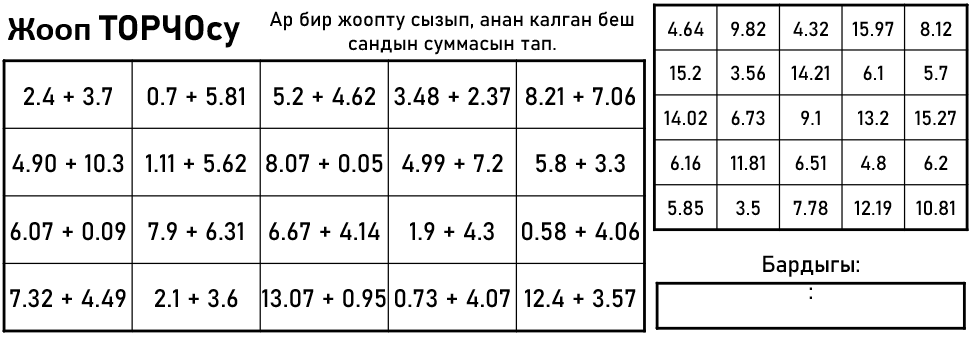 Жооп ТОРЧОсу
Ар бир жоопту сызып, анан калган беш
сандын суммасын тап.
2.4 + 3.7 0.7 + 5.81 5.2 + 4.62 3.48 + 2.37 8.21 + 7.06
4.90 + 10.3 1.11 + 5.62 8.07 + 0.05 4.99 + 7.2 5.8 + 3.3
6.07 + 0.09 7.9 + 6.31 6.67 + 4.14 1.9 + 4.3 0.58 + 4.06
7.32 + 4.49 2.1 + 3.6 13.07 + 0.95 0.73 + 4.07 12.4 + 3.57
4.64 9.82 4.32 15.97 8.12
15.2 3.56 14.21 6.1 5.7
14.02 6.73 9.1 13.2 15.27
6.16 11.81 6.51 4.8 6.2
5.85 3.5 7.78 12.19 10.81
Бардыгы:
: